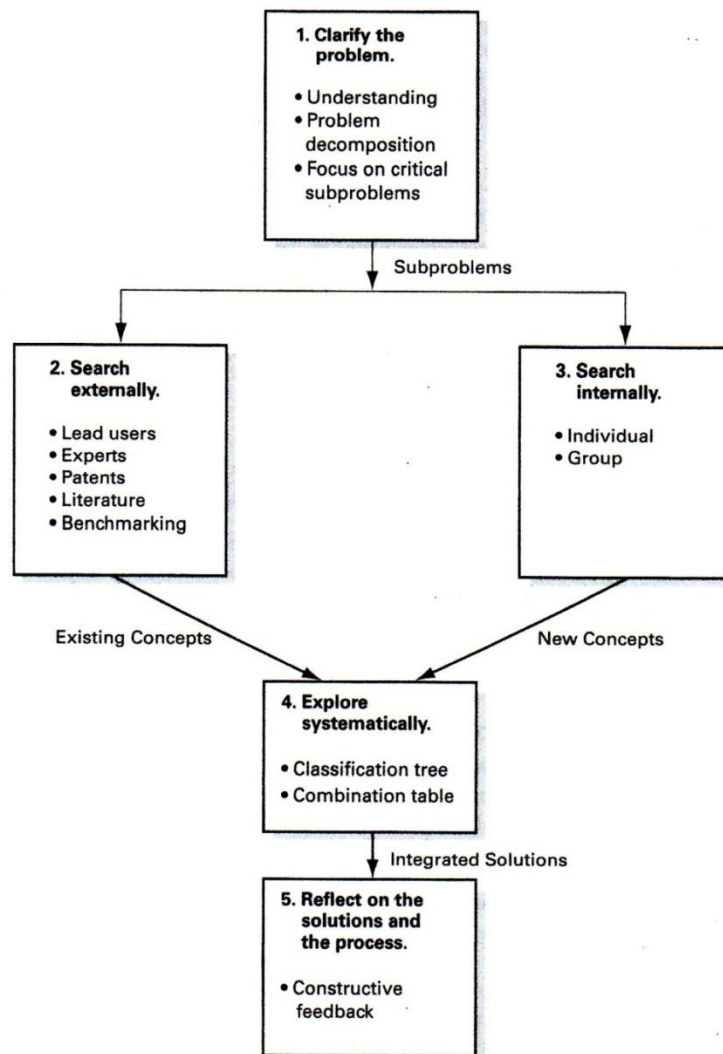 1. Clarify the
problem.
• Understanding
• Problem
decomposition
• Focus on critical
subproblems
Subproblems
2. Search
externally.
• Lead users
• Experts
• Patents
• Literature
• Benchmarking
3. Search
internally.
• Individual
• Group
Existing Concepts
New Concepts
4. Explore
systematically.
• Classification tree
• Combination table
Integrated Solutions
5. Reflect on the
solutions and
the process.
• Constructive
feedback